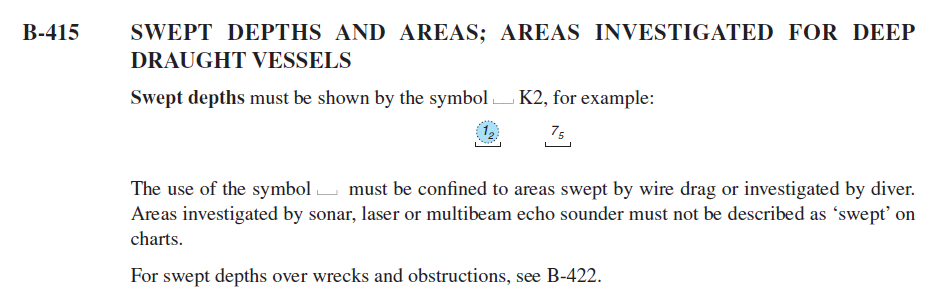 B-415 SWEPT DEPTHS AND AREAS; AREAS INVESTIGATED FOR DEEP
DRAUGHT VESSELS
Swept depths must be shown by the symbol ⎵ K2, for example:
1₂ 7₅
The use of the symbol ⎵ must be confined to areas swept by wire drag or investigated by diver.
Areas investigated by sonar, laser or multibeam echo sounder must not be described as ‘swept’ on
charts.
For swept depths over wrecks and obstructions, see B-422.